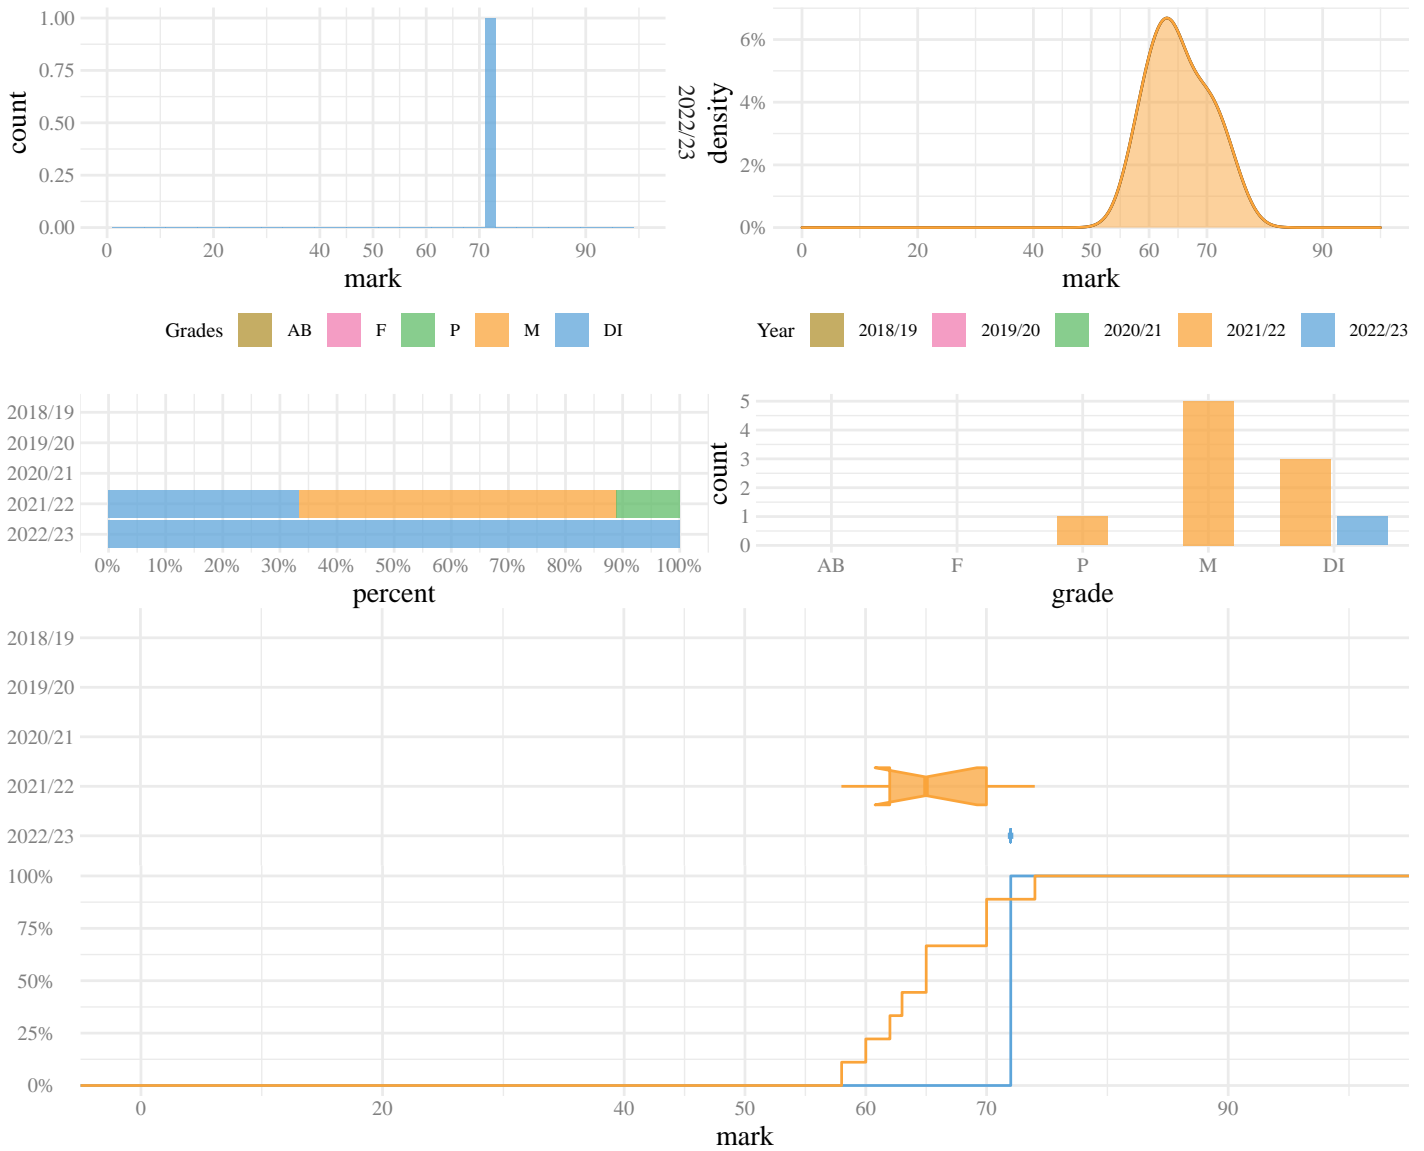 1.00
0.75
0.50
0.25
0.00
count
0 20 40 50 60 70 90
mark
2022/23
6%
4%
2%
0%
density
0 50 60 70 90
mark
Grades AB F P M DI
Year 2018/19 2019/20 2020/21 2021/22 2022/23
2018/19
2019/20
2020/21
2021/22
2022/23
0% 10% 20% 30% 40% 50% 60% 70% 80% 90% 100%
percent
5
4
3
2
1
0
count
AB F P M DI
grade
2018/19
2019/20
2020/21
2021/22
2022/23
100%
75%
50%
25%
0%
0 20 40 50 60 70 90
mark